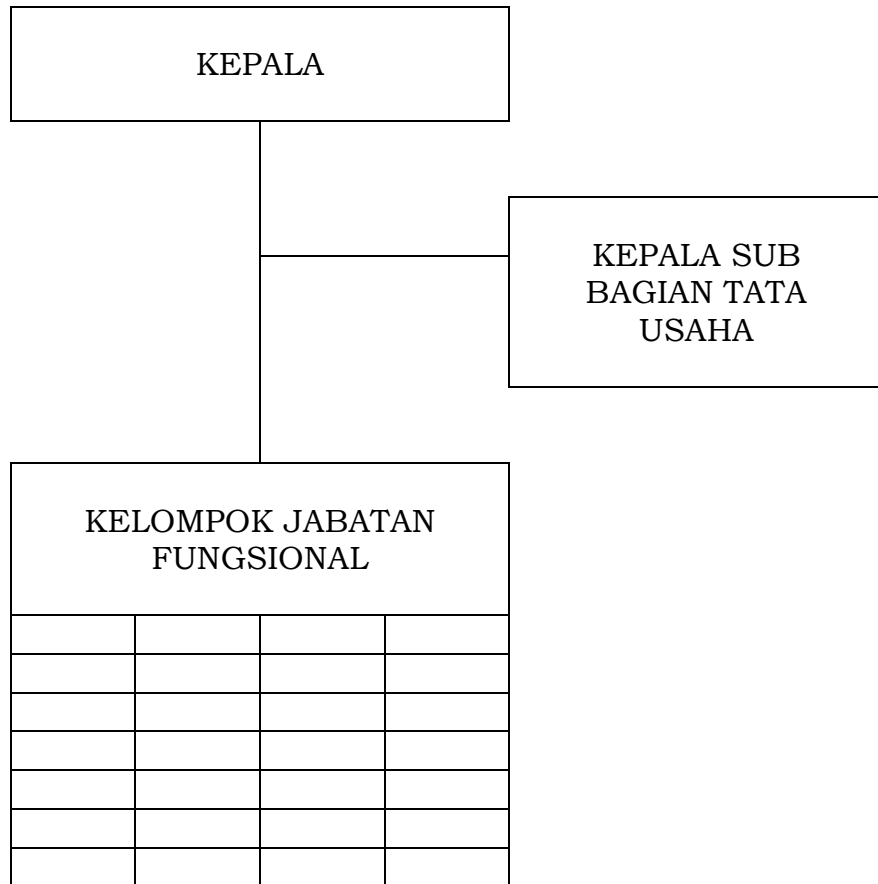 KEPALA
KEPALA SUB
BAGIAN TATA
USAHA
KELOMPOK JABATAN
FUNGSIONAL